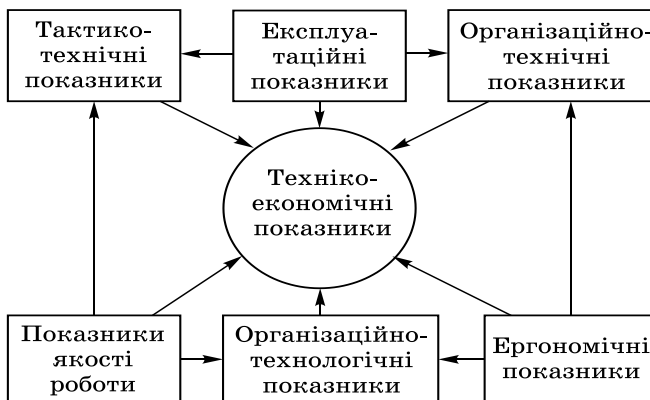 Тактико-
технічні
показники
Експлуа-
таційні
показники
Організаційно-
технічні
показники
Техніко-
економічні
показники
Показники
якості
роботи
Організаційно-
технологічні
показники
Ергономічні
показники